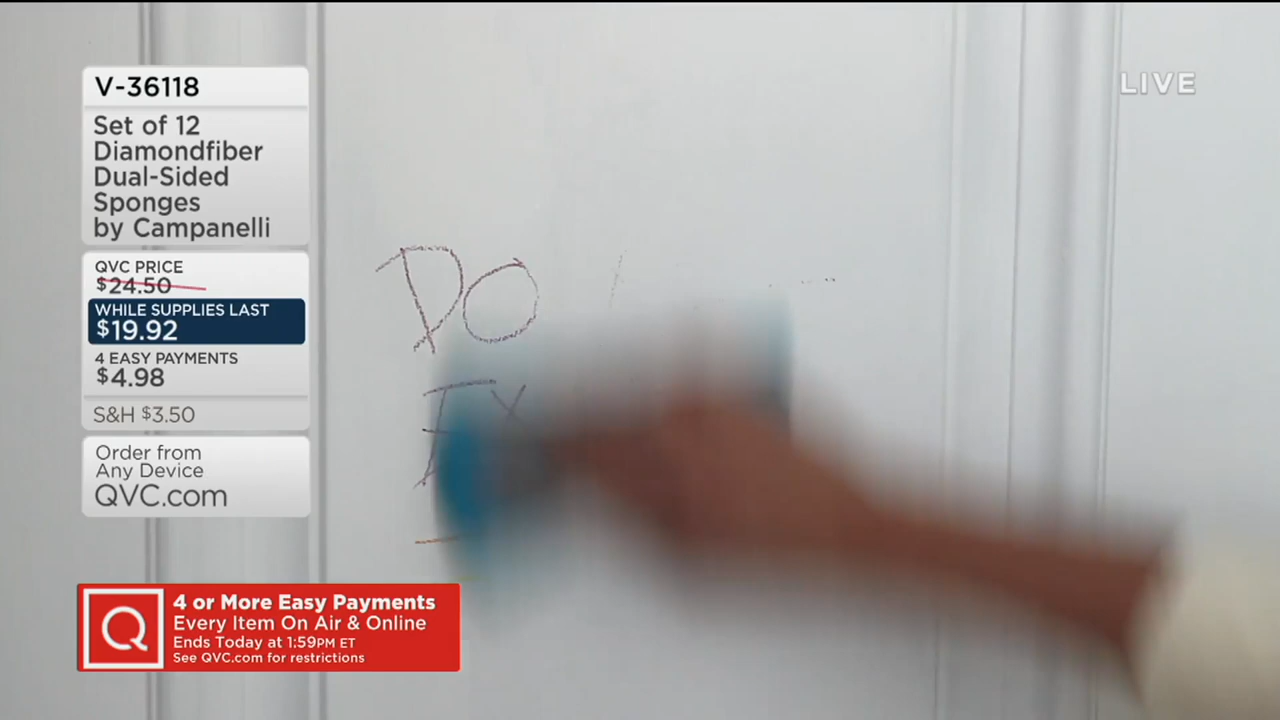 LIVE
V-36118
Set of 12
Diamondfiber
Dual-Sided
Sponges
by Campanelli
QVC PRICE
$24.50
WHILE SUPPLIES LAST
$19.92
4 EASY PAYMENTS
$4.98
S&H $3.50
Order from
Any Device
QVC.com
DO
Q
4 or More Easy Payments
Every Item On Air & Online
Ends Today at 1:59PM ET
See QVC.com for restrictions